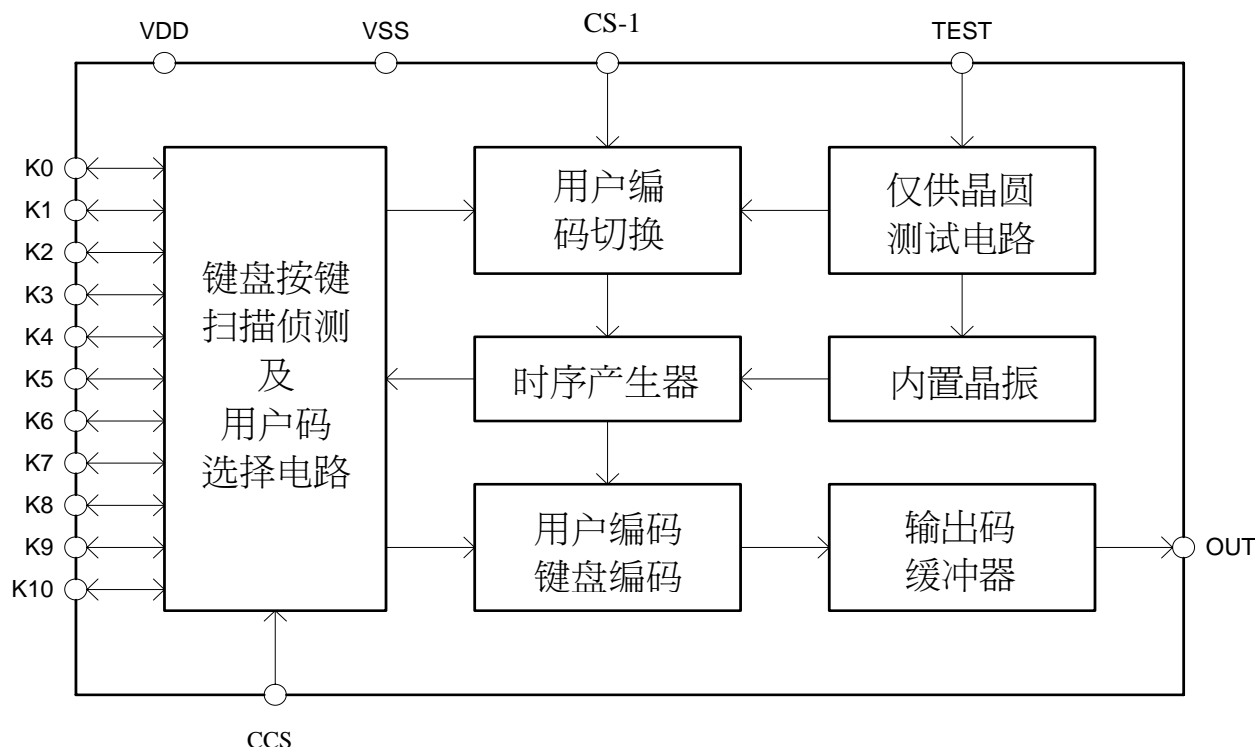 VDD
VSS
CS-1
TEST
K0
K1
K2
K3
K4
K5
K6
K7
K8
K9
K10
键盘按键
扫描侦测
及
用户码
选择电路
用户编
码切换
仅供晶圆
测试电路
时序产生器
内置晶振
用户编码
键盘编码
输出码
缓冲器
OUT
CCS